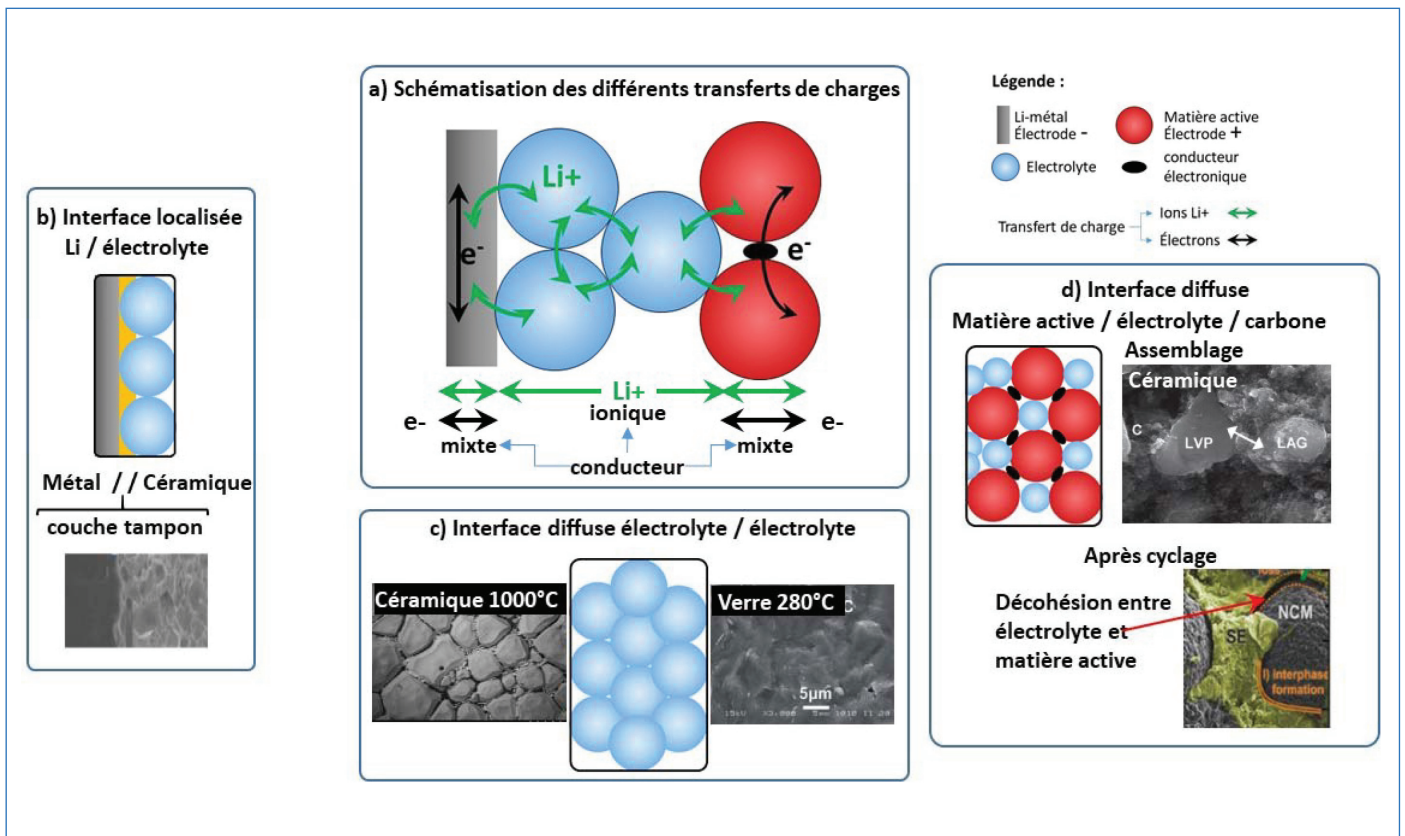 a) Schématisation des différents transferts de charges
Li+
e-
e-
Li+
ionique
e-
e-
mixte
mixte
conducteur
Légende :
Li-métal
Électrode -
Matière active
Électrode +
Electrolyte
conducteur
électronique
Transfert de charge
Ions Li+
Électrons
b) Interface localisée
Li / électrolyte
Métal // Céramique
couche tampon
c) Interface diffuse électrolyte / électrolyte
Céramique 1000°C
Verre 280°C
5μm
d) Interface diffuse
Matière active / électrolyte / carbone
Assemblage
Céramique
C
LVP
LAG
Après cyclage
Décohésion entre
électrolyte et
matière active
NCM
SE
I) interphase
formation